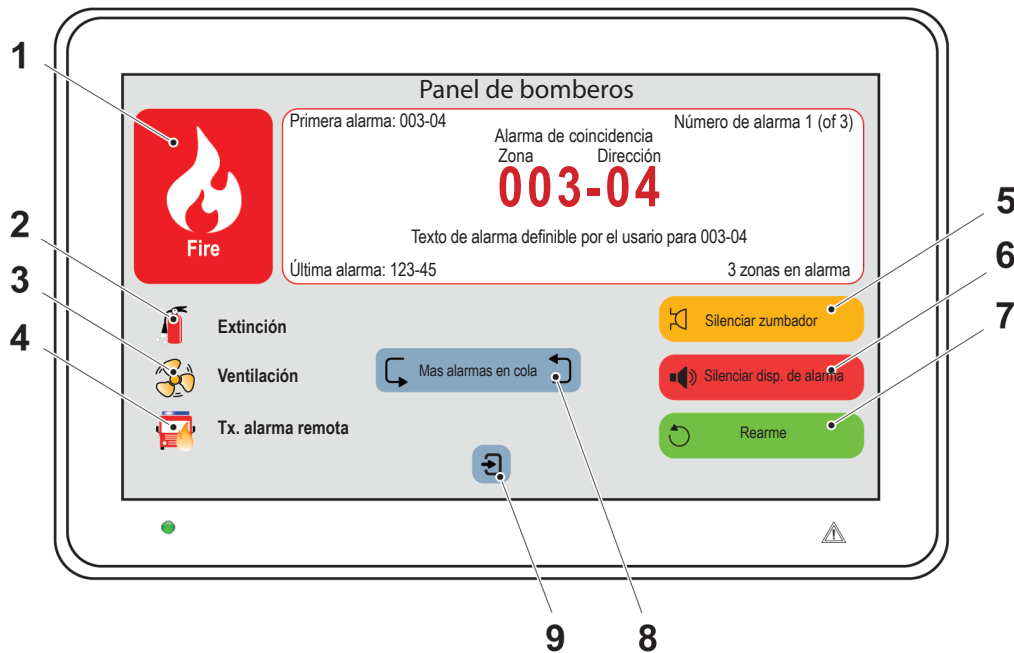 Panel de bomberos
1
Primera alarma: 003-04
Número de alarma 1 (of 3)
Alarma de coincidencia
Zona Dirección
003-04
Texto de alarma definible por el usario para 003-04
Última alarma: 123-45
3 zonas en alarma
Fire
2
3
4
5
6
7
Extinción
Ventilación
Tx. alarma remota
Mas alarmas en cola
Silenciar zumbador
Silenciar disp. de alarma
Rearme
9
8